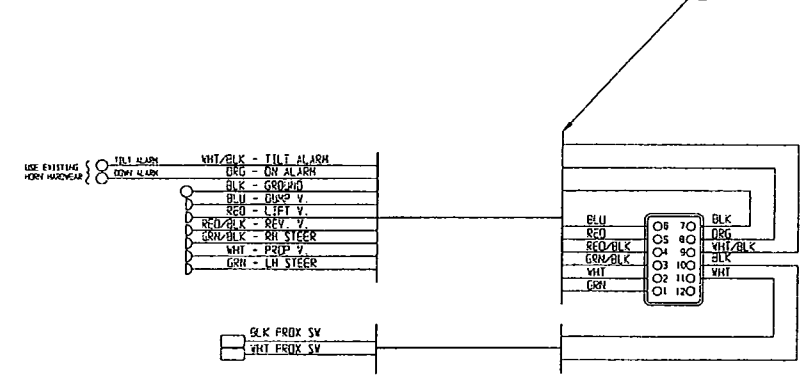 USE EXISTING
HORN HARDWEAR
TILT ALARM
DOWN ALARM
WHT/BLK - TILT ALARM
ORG - DN ALARM
BLK - GROUND
BLU - DUMP V.
RED - LIFT V.
RED/BLK - REV. V.
GRN/BLK - RH STEER
WHT - PROP V.
GRN - LH STEER
BLU
RED
RED/BLK
GRN/BLK
WHT
GRN
6 7
5 8
4 9
3 10
2 11
1 12
BLK
ORG
WHT/BLK
BLK
WHT
BLK PROX SW
WHT PROX SW